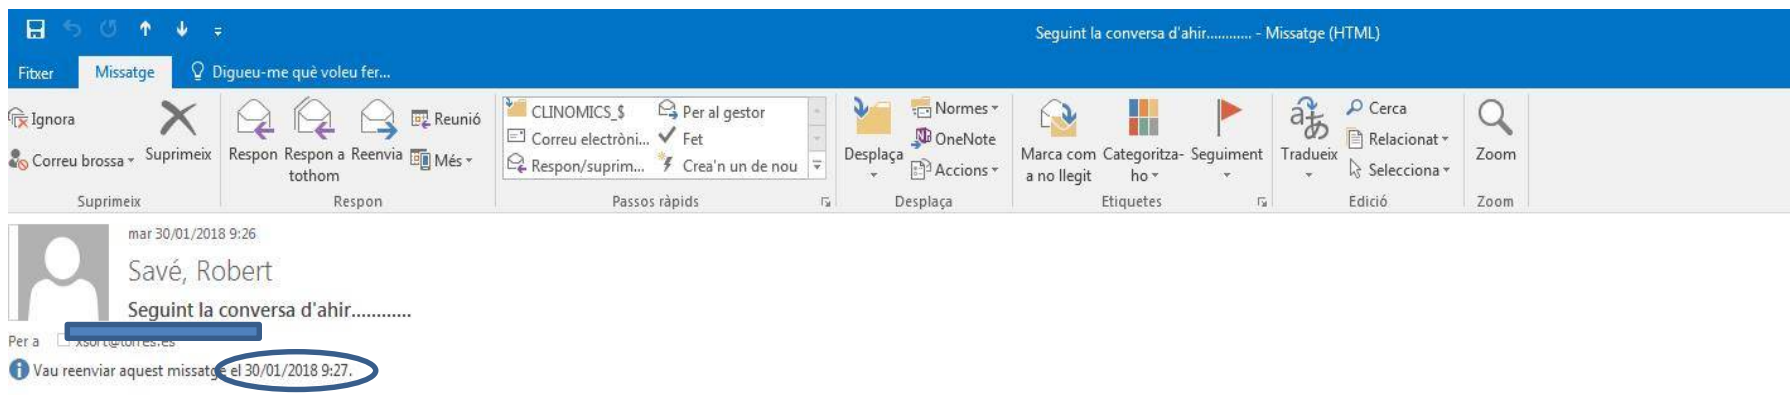 Seguint la conversa d'ahir............ - Missatge (HTML)
Fitxer Missatge Digueu-me què voleu fer...
Ignora
Correu brossa
Suprimeix
Suprimeix
Respon
Respon a tothom
Reenvia
Reunió
Més
Respon
CLINOMICS_$
Correu electròni...
Respon/suprim...
Per al gestor
Fet
Crea'n un de nou
Passos ràpids
Desplaça
Normes
OneNote
Accions
Desplaça
Marca com a no llegit
Categoritza-ho
Seguiment
Etiquetes
Tradueix
Cerca
Relacionat
Selecciona
Edició
Zoom
Zoom
mar 30/01/2018 9:26
Savé, Robert
Seguint la conversa d'ahir............
Per a
Vau reenviar aquest missatge el 30/01/2018 9:27.